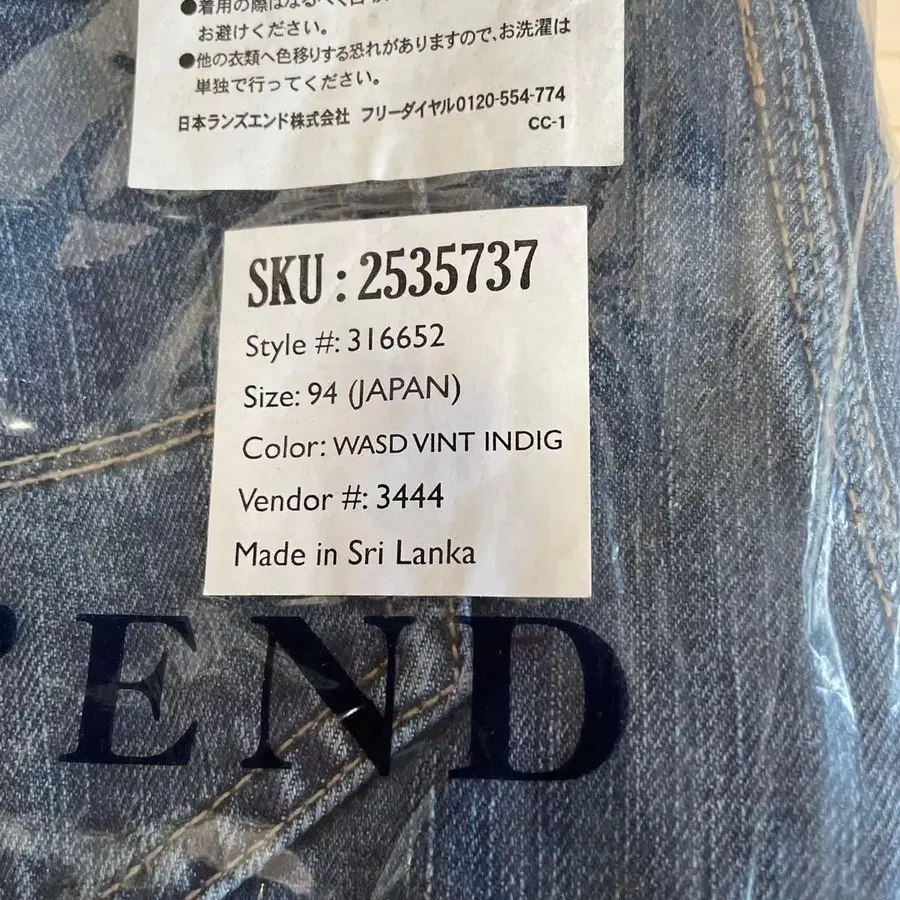 ●着用の際はなるべく
お避けください。
●他の衣類へ色移りする恐れがありますので、お洗濯は
単独で行ってください。
日本ランズエンド株式会社 フリーダイヤル0120-554-774
CC-1
SKU : 2535737
Style #: 316652
Size: 94 (JAPAN)
Color: WASD VINT INDIG
Vendor #: 3444
Made in Sri Lanka
'END